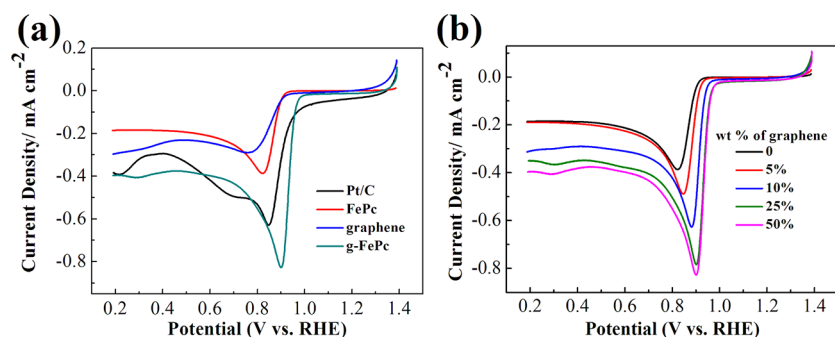 (a)
0.2
0.0
-0.2
-0.4
-0.6
-0.8
Current Density/ mA cm-2
Pt/C
FePc
graphene
g-FePc
0.2 0.4 0.6 0.8 1.0 1.2 1.4
Potential (V vs. RHE)
(b)
0.0
-0.2
-0.4
-0.6
-0.8
Current Density/ mA cm-2
wt % of graphene
0
5%
10%
25%
50%
0.2 0.4 0.6 0.8 1.0 1.2 1.4
Potential (V vs. RHE)